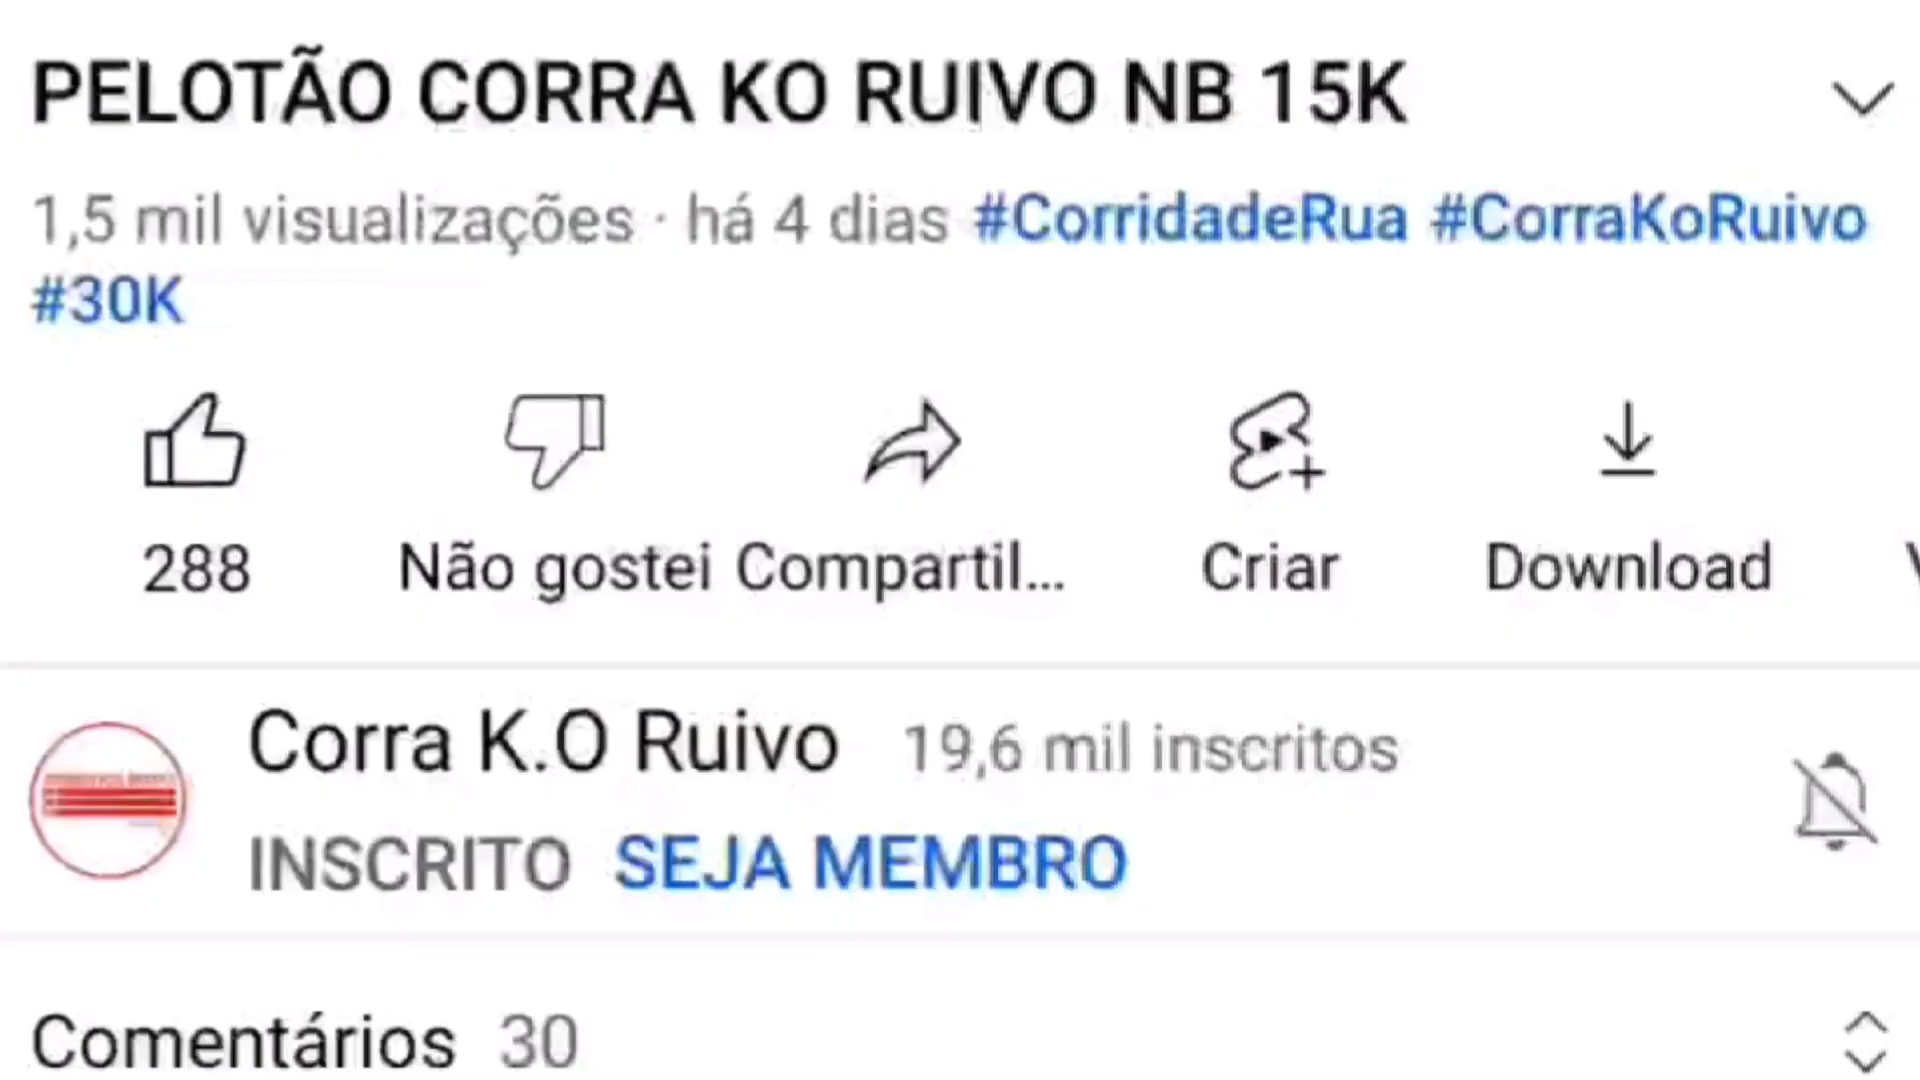 PELOTÃO CORRA KO RUIVO NB 15K
1,5 mil visualizações · há 4 dias #CorridadeRua #CorraKoRuivo
#30K
288 Não gostei Compartil... Criar Download
Corra K.O Ruivo 19,6 mil inscritos
INSCRITO SEJA MEMBRO
Comentários 30